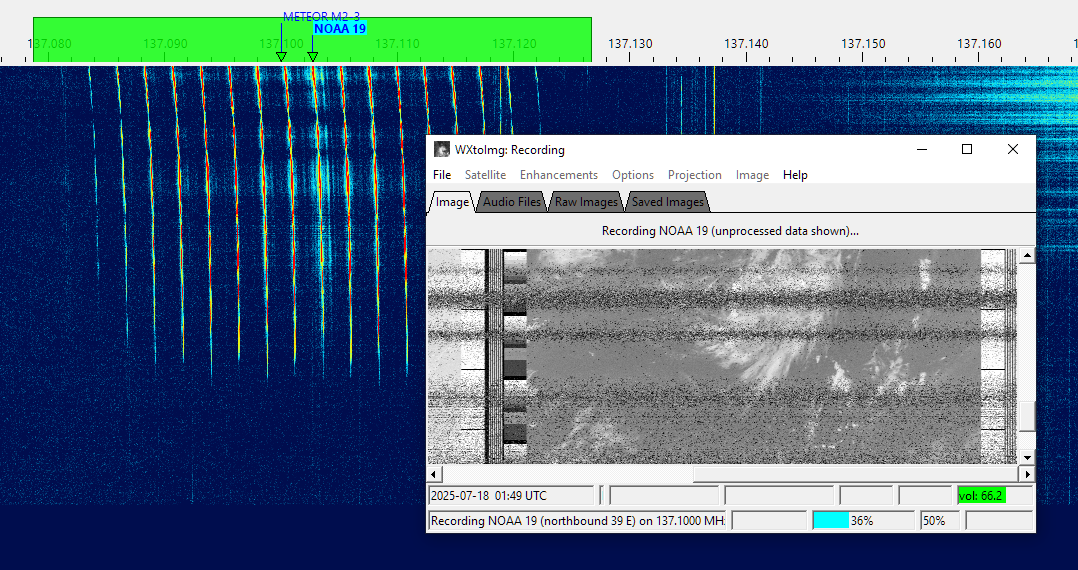 METEOR M2-3
NOAA 19
137.080 137.090 137.100 137.110 137.120 137.130 137.140 137.150 137.160
WXtoImg: Recording
File Satellite Enhancements Options Projection Image Help
Image Audio Files Raw Images Saved Images
Recording NOAA 19 (unprocessed data shown)...
2025-07-18 01:49 UTC
vol: 66.2
Recording NOAA 19 (northbound 39 E) on 137.1000 MH
36%
50%